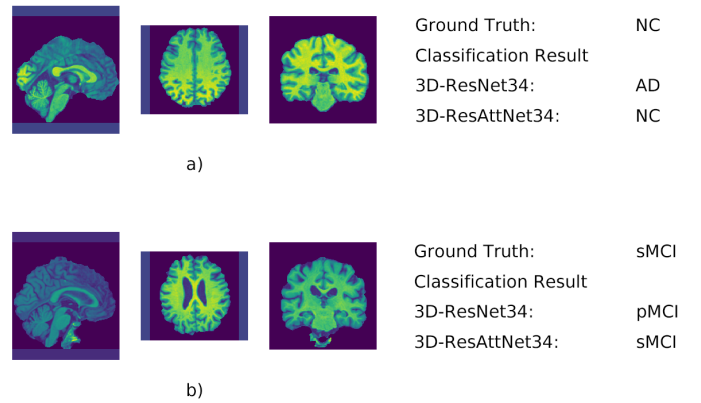 Ground Truth: NC
Classification Result
3D-ResNet34: AD
3D-ResAttNet34: NC
a)
Ground Truth: sMCI
Classification Result
3D-ResNet34: pMCI
3D-ResAttNet34: sMCI
b)